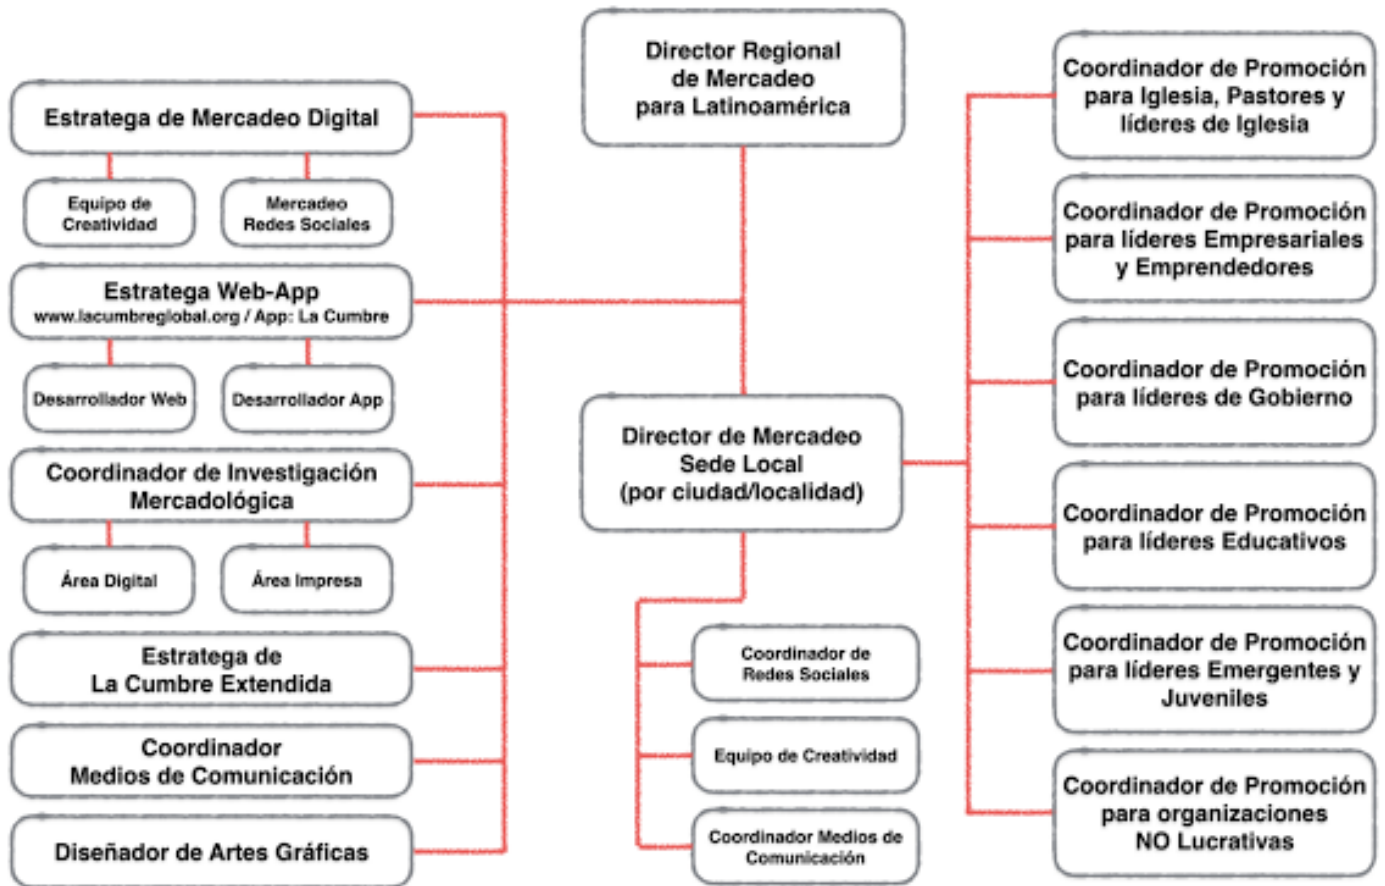 Director Regional
de Mercadeo
para Latinoamérica
Estratega de Mercadeo Digital
Equipo de
Creatividad
Mercadeo
Redes Sociales
Estratega Web-App
www.lacumbreglobal.org / App: La Cumbre
Desarrollador Web
Desarrollador App
Coordinador de Investigación
Mercadológica
Área Digital
Área Impresa
Estratega de
La Cumbre Extendida
Coordinador
Medios de Comunicación
Diseñador de Artes Gráficas
Director de Mercadeo
Sede Local
(por ciudad/localidad)
Coordinador de
Redes Sociales
Equipo de Creatividad
Coordinador Medios de
Comunicación
Coordinador de Promoción
para Iglesia, Pastores y
líderes de Iglesia
Coordinador de Promoción
para líderes Empresariales
y Emprendedores
Coordinador de Promoción
para líderes de Gobierno
Coordinador de Promoción
para líderes Educativos
Coordinador de Promoción
para líderes Emergentes y
Juveniles
Coordinador de Promoción
para organizaciones
NO Lucrativas